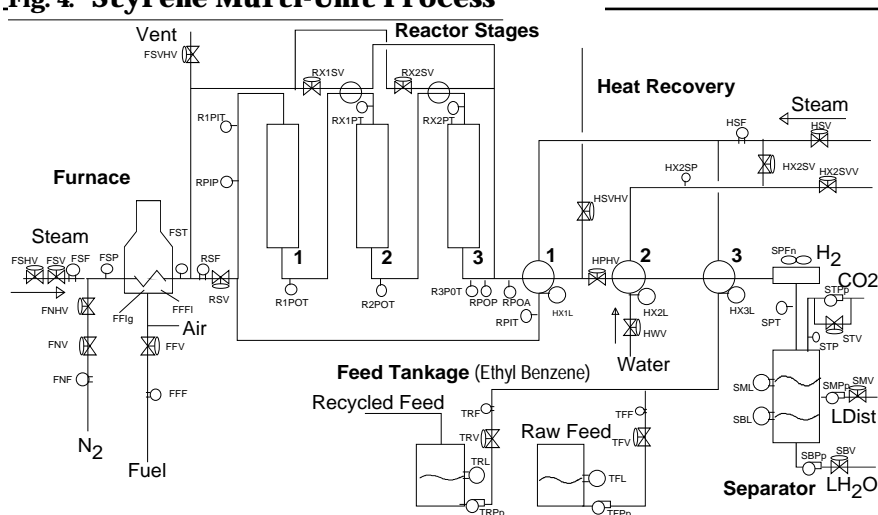 Fig. 4. Styrene Multi-Unit Process
Vent
FSVHV
Reactor Stages
RX1SV
RX2SV
RX1PT
RX2PT
R1PIT
RPIP
Heat Recovery
Steam
HSF
HSV
HX2SP
HX2SV
HX2SVV
HSVHV
Furnace
Steam
FSHV
FSV
FSF
FSP
FST
RSF
RSV
1
2
3
R1POT
R2POT
R3P0T
RPOP
RPOA
1
2
3
HPHV
RPIT
HX1L
HX2L
HX3L
HWV
Water
SPFn
H2
CO2
STPp
SPT
STP
STV
FNHV
FFIg
FFFI
Air
FNV
FFV
FNF
FFF
N2
Fuel
Feed Tankage (Ethyl Benzene)
Recycled Feed
TRF
TRV
TRL
TRPp
Raw Feed
TFF
TFV
TFL
TFPp
SML
SMPp
SMV
SBL
LDist
SBPp
SBV
LH2O
Separator